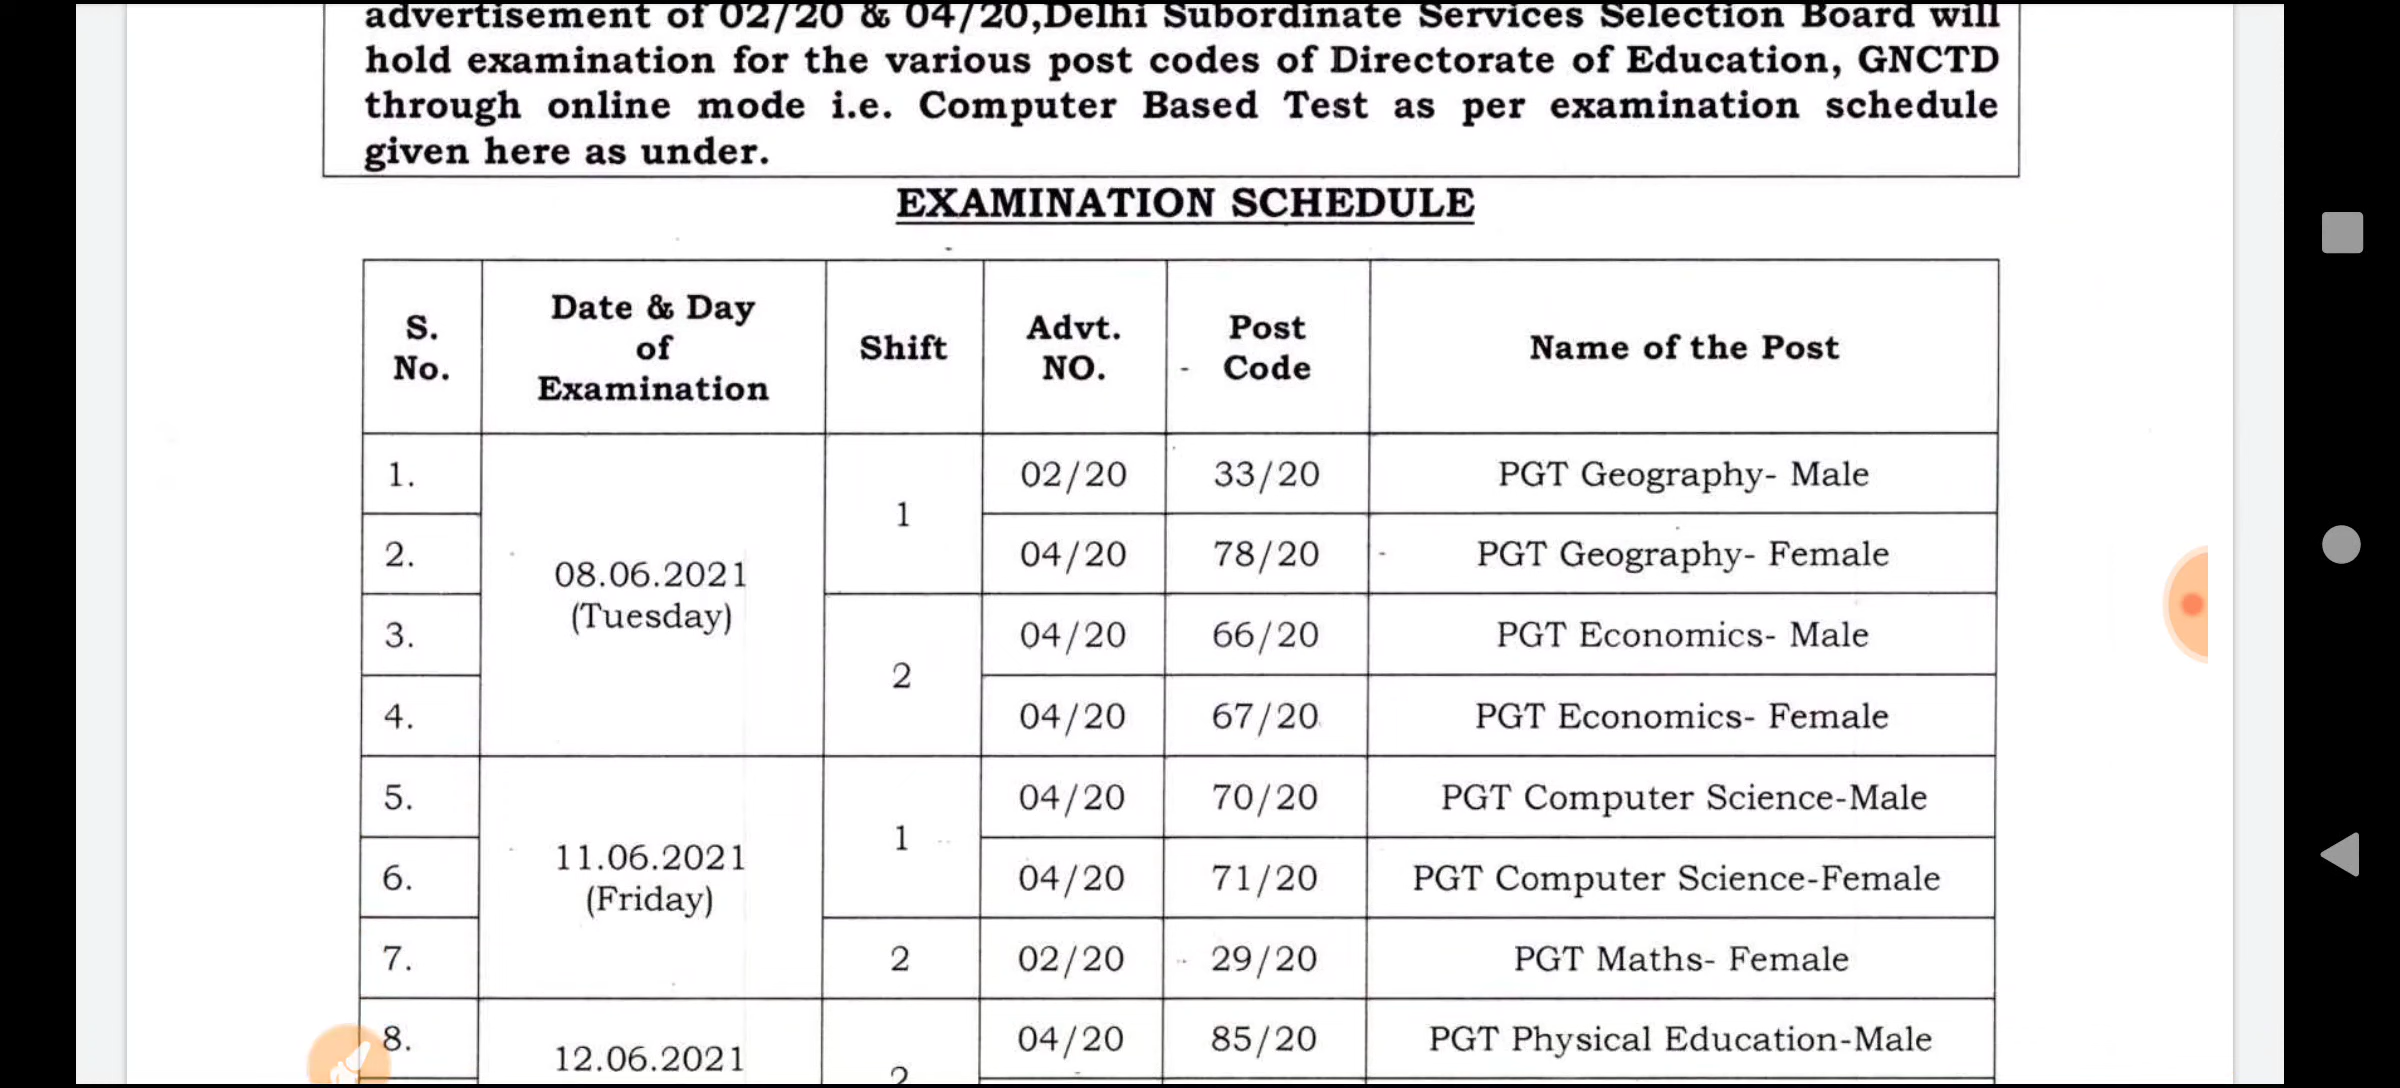 advertisement of 02/20 & 04/20,Delhi Subordinate Services Selection Board will
hold examination for the various post codes of Directorate of Education, GNCTD
through online mode i.e. Computer Based Test as per examination schedule
given here as under.
EXAMINATION SCHEDULE
S. No. Date & Day of Examination Shift Advt. NO. Post Code Name of the Post
1. 08.06.2021 (Tuesday) 1 02/20 33/20 PGT Geography- Male
2. 04/20 78/20 PGT Geography- Female
3. 2 04/20 66/20 PGT Economics- Male
4. 04/20 67/20 PGT Economics- Female
5. 11.06.2021 (Friday) 1 04/20 70/20 PGT Computer Science-Male
6. 04/20 71/20 PGT Computer Science-Female
7. 2 02/20 29/20 PGT Maths- Female
8. 12.06.2021 2 04/20 85/20 PGT Physical Education-Male